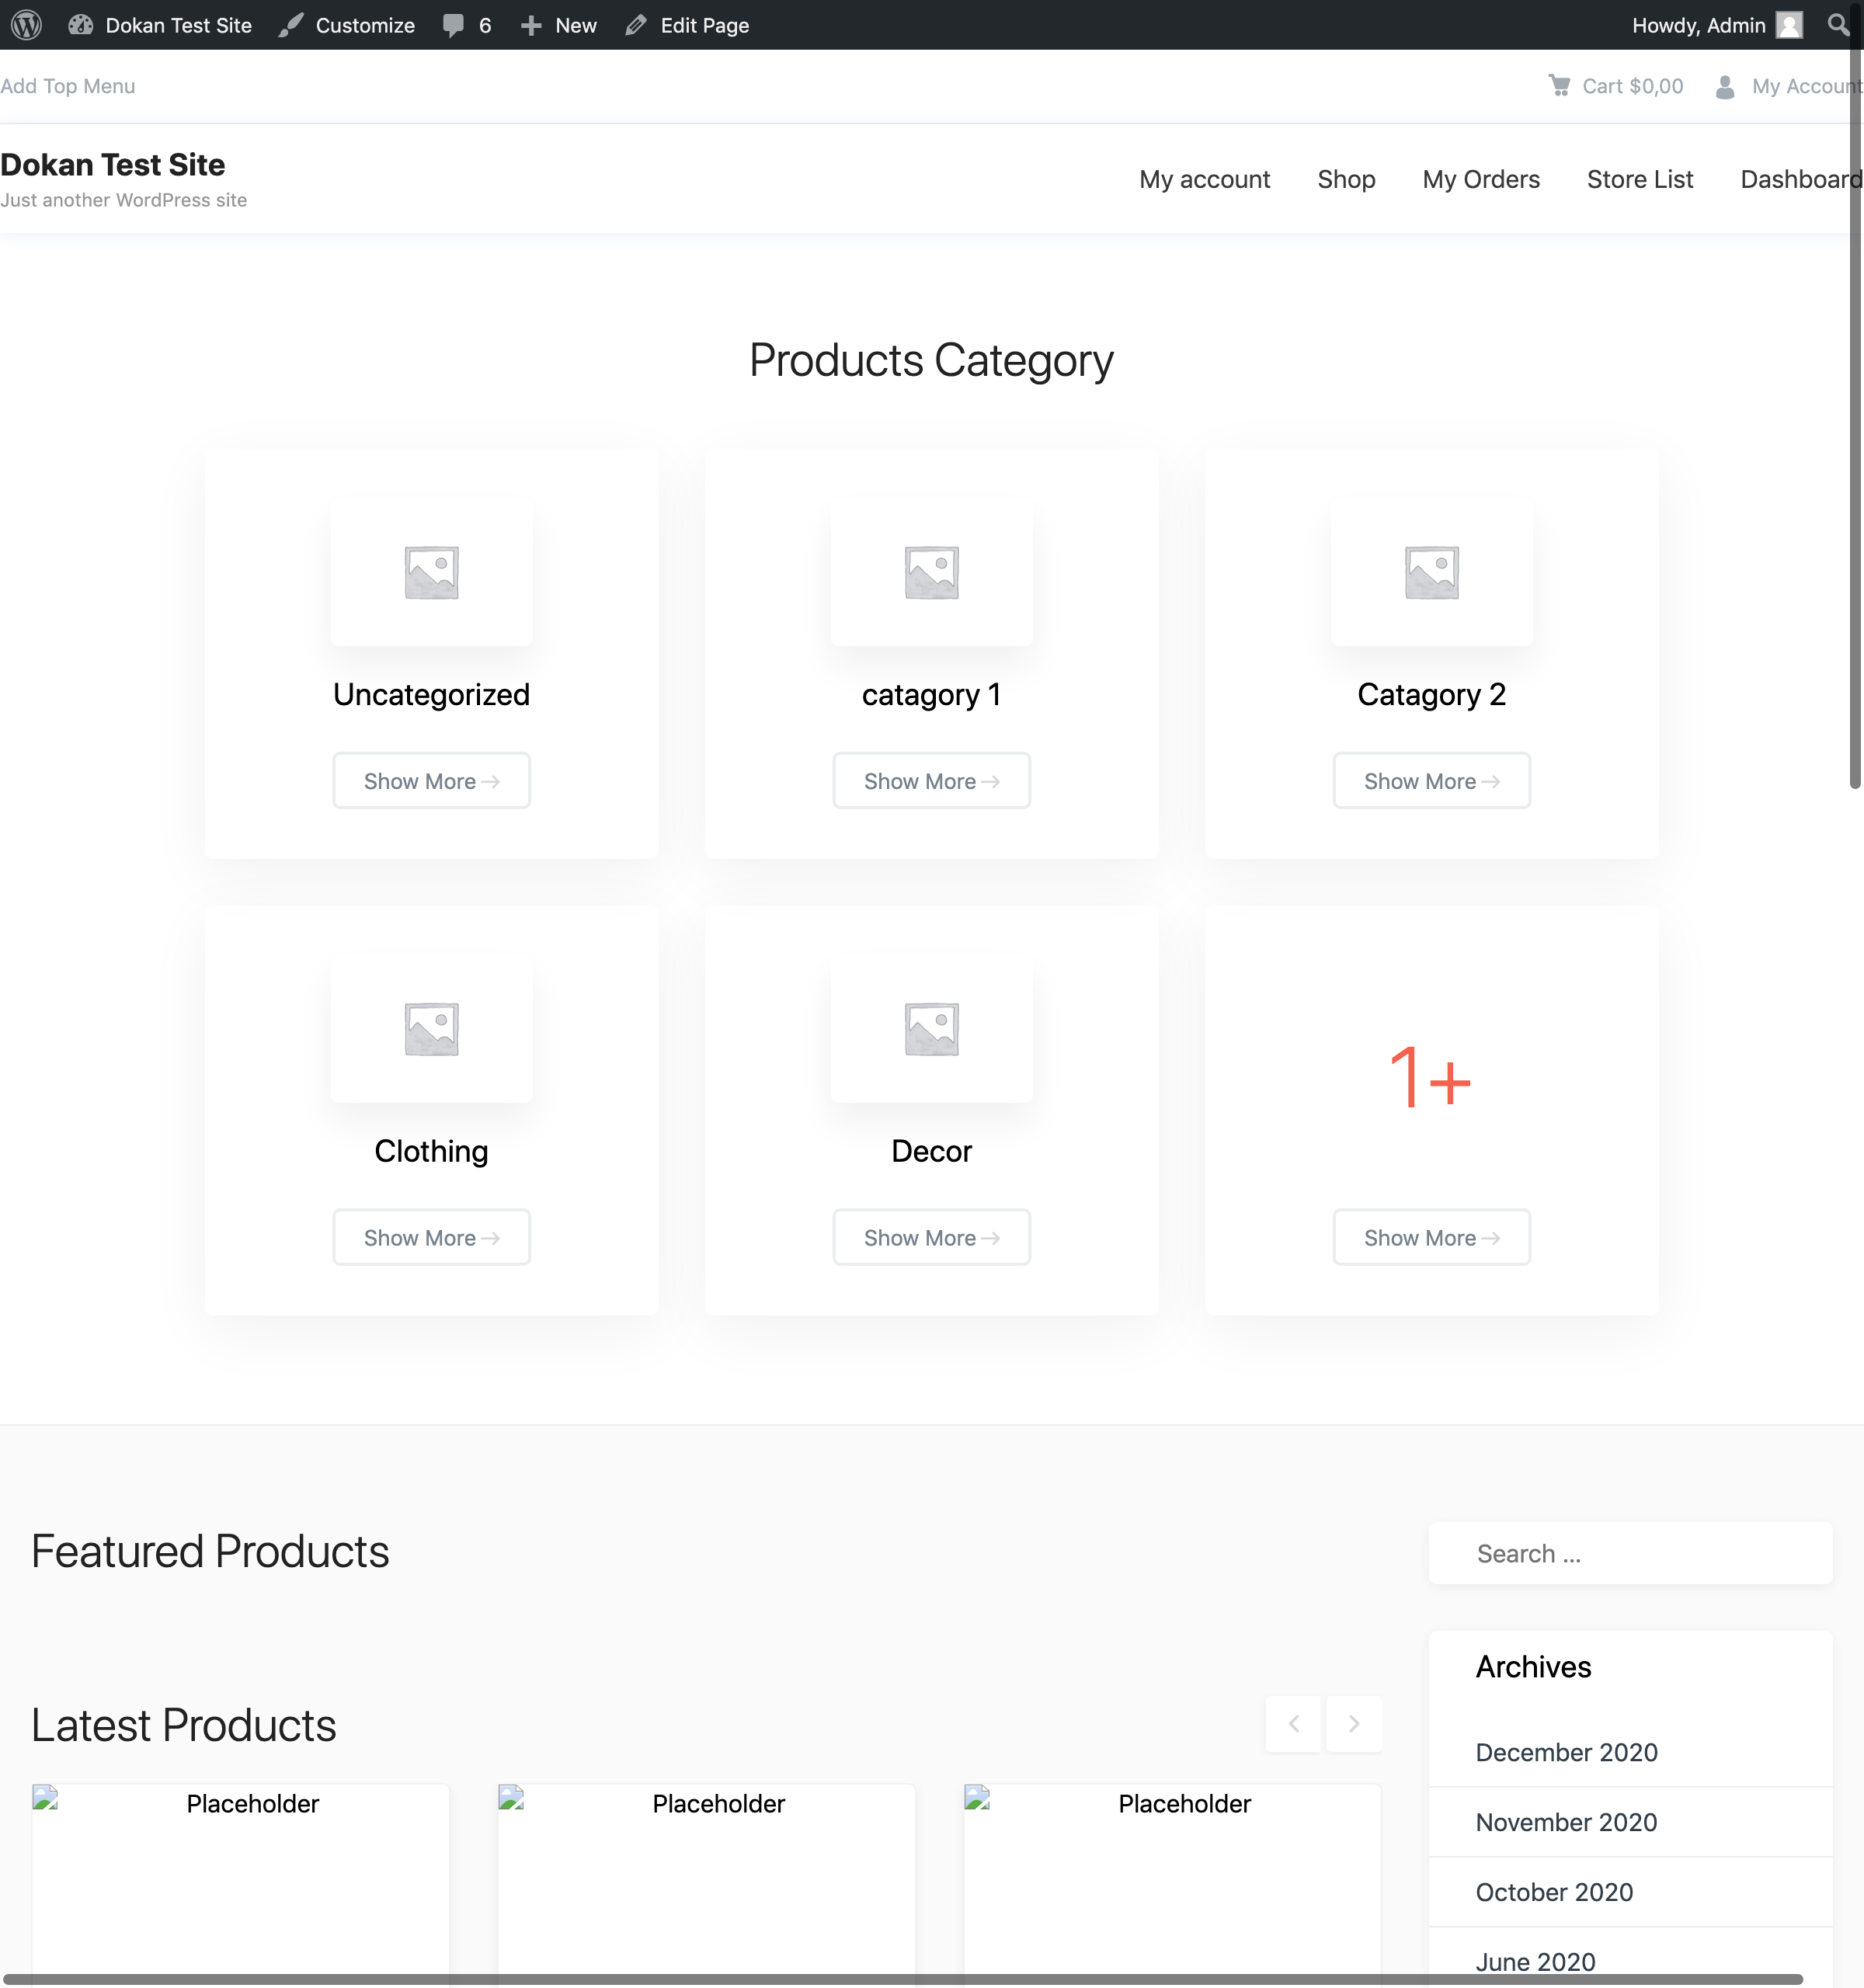 Dokan Test Site Customize 6 New Edit Page Howdy, Admin
Add Top Menu Cart $0,00 My Account
Dokan Test Site
Just another WordPress site
My account Shop My Orders Store List Dashboard
Products Category
Uncategorized catagory 1 Catagory 2
Show More Show More Show More
1+
Clothing Decor
Show More Show More Show More
Featured Products
Search ...
Archives
Latest Products
December 2020
Placeholder Placeholder Placeholder
November 2020
October 2020
June 2020